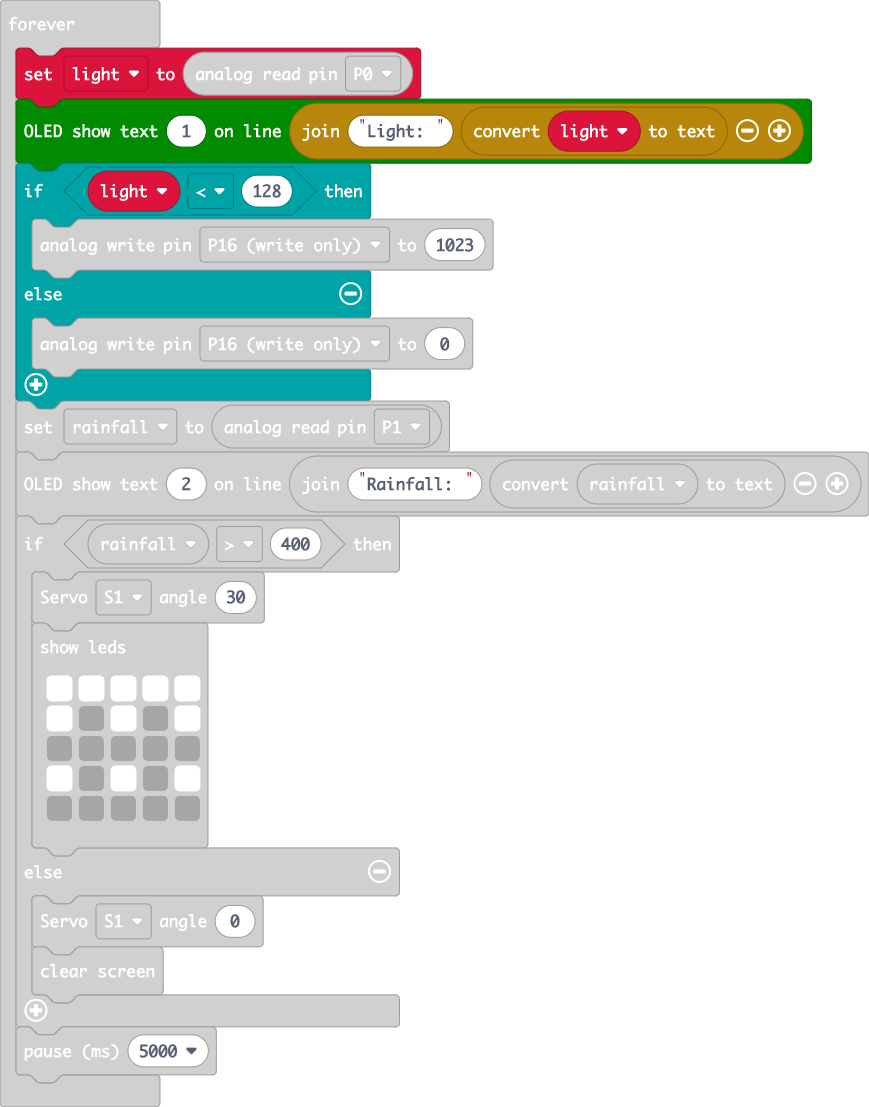 forever
set light to analog read pin P0
OLED show text 1 on line join "Light: " convert light to text
if light < 128 then
analog write pin P16 (write only) to 1023
else
analog write pin P16 (write only) to 0
set rainfall to analog read pin P1
OLED show text 2 on line join "Rainfall: " convert rainfall to text
if rainfall > 400 then
Servo S1 angle 30
show leds
else
Servo S1 angle 0
clear screen
pause (ms) 5000